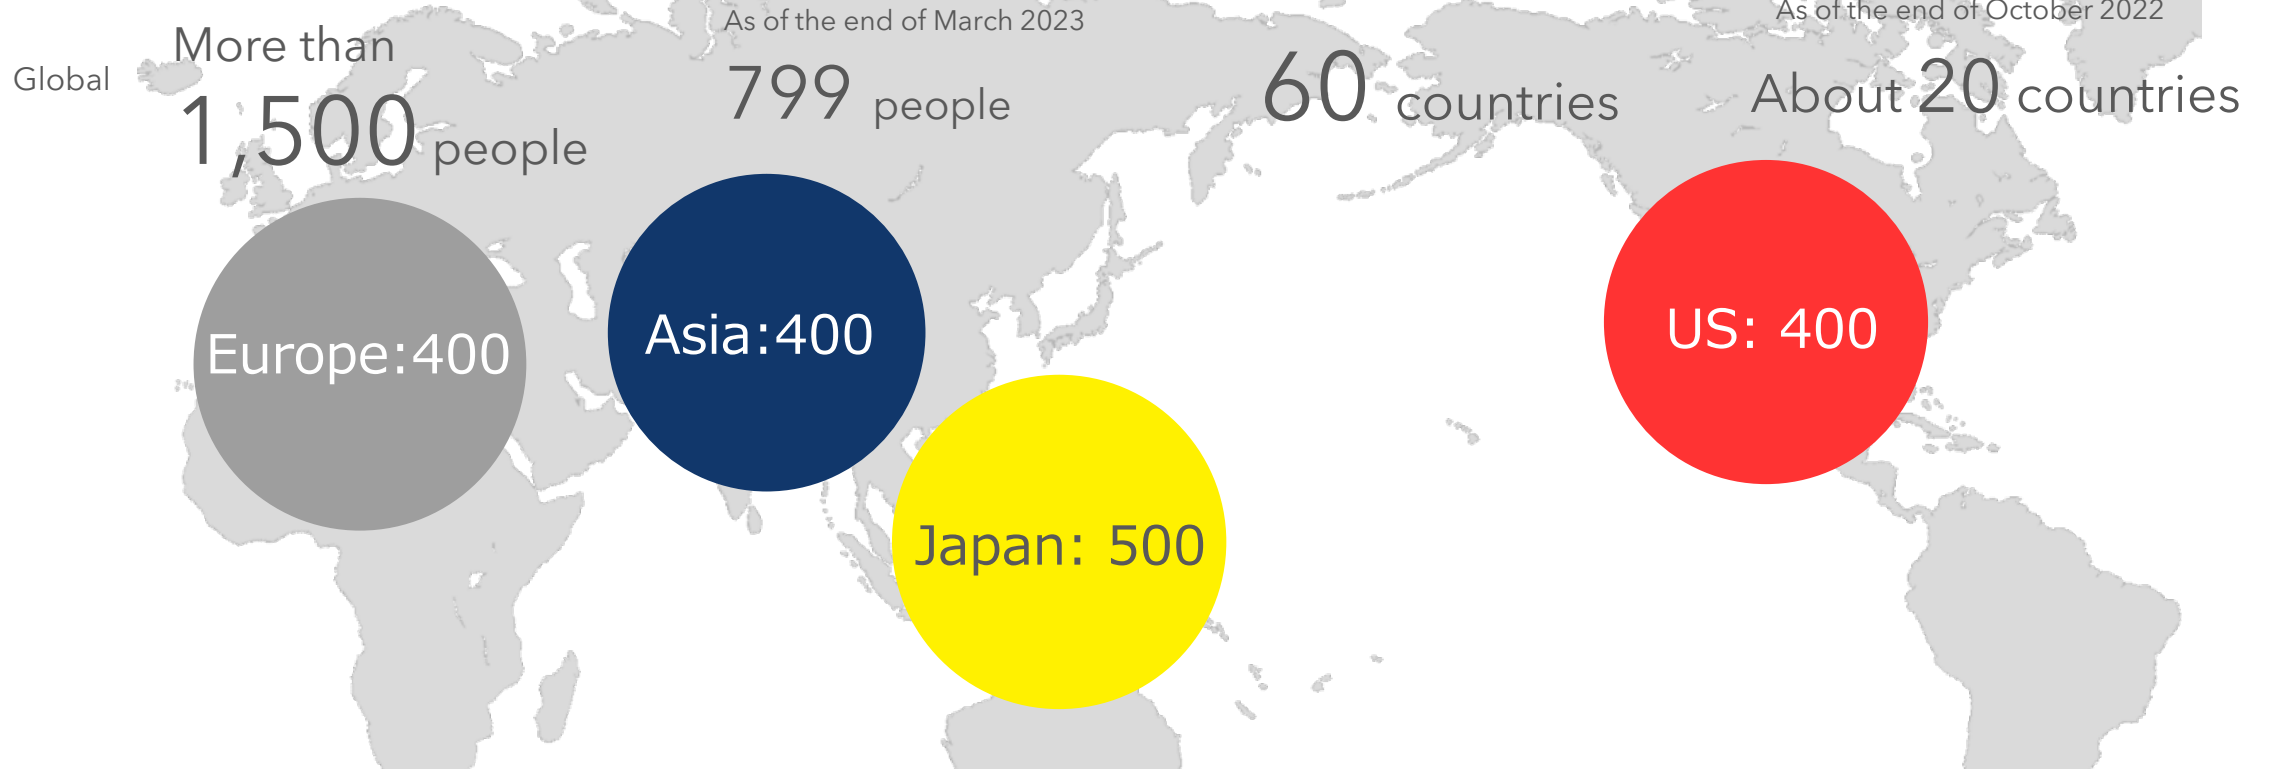 As of the end of March 2023
As of the end of October 2022
Global
More than
1,500 people
799 people
60 countries
About 20 countries
Europe:400
Asia:400
US: 400
Japan: 500